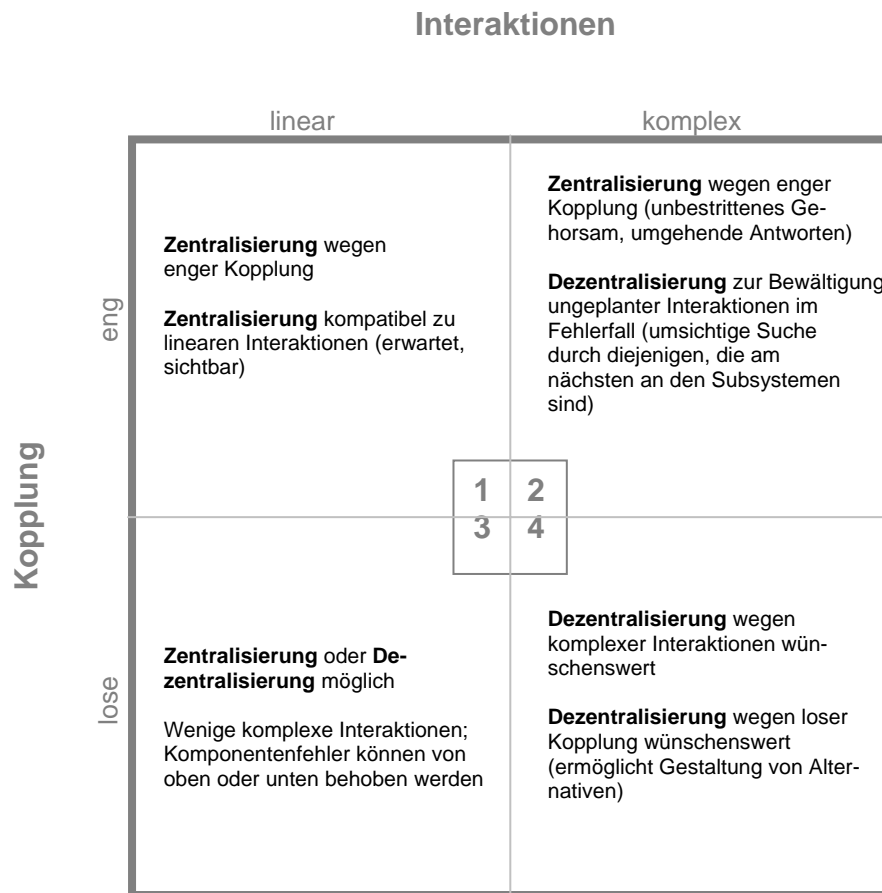 Interaktionen
linear
komplex
Kopplung
eng
Zentralisierung wegen
enger Kopplung
Zentralisierung kompatibel zu
linearen Interaktionen (erwartet,
sichtbar)
Zentralisierung wegen enger
Kopplung (unbestrittenes Ge-
horsam, umgehende Antworten)
Dezentralisierung zur Bewältigung
ungeplanter Interaktionen im
Fehlerfall (umsichtige Suche
durch diejenigen, die am
nächsten an den Subsystemen
sind)
1 2
3 4
lose
Zentralisierung oder De-
zentralisierung möglich
Wenige komplexe Interaktionen;
Komponentenfehler können von
oben oder unten behoben werden
Dezentralisierung wegen
komplexer Interaktionen wün-
schenswert
Dezentralisierung wegen loser
Kopplung wünschenswert
(ermöglicht Gestaltung von Alter-
nativen)